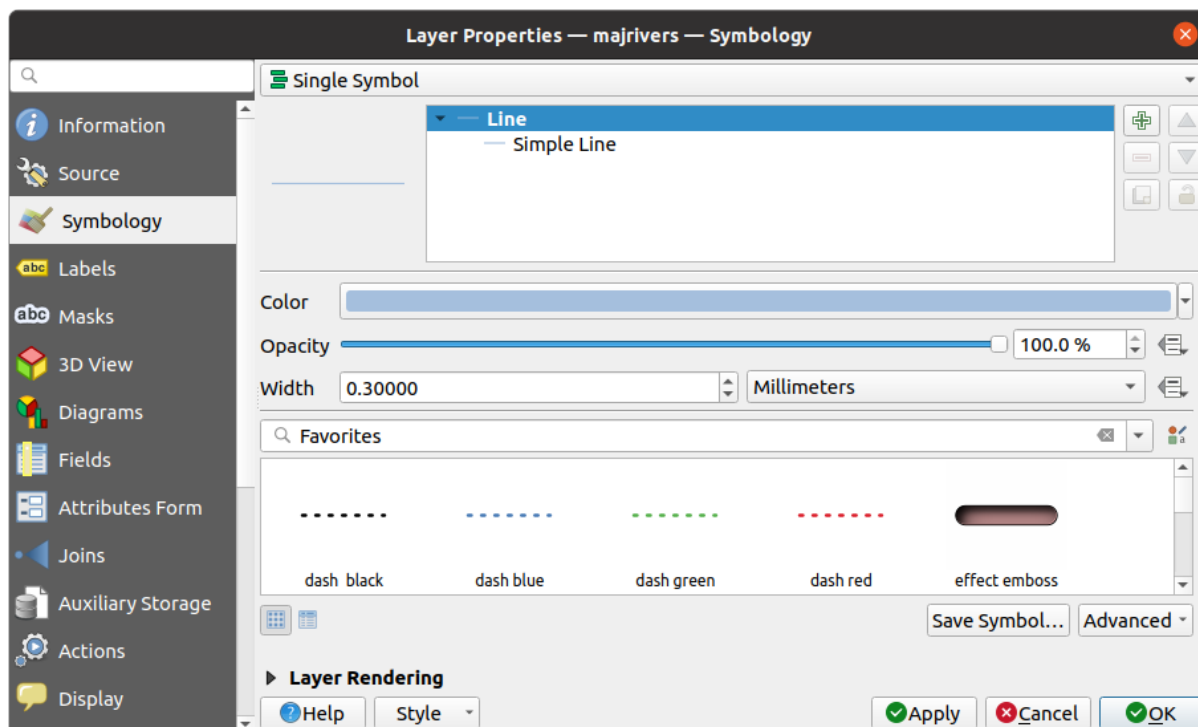 Layer Properties — majrivers — Symbology
Single Symbol
Information
Source
Symbology
abc Labels
abc Masks
3D View
Diagrams
Fields
Attributes Form
Joins
Auxiliary Storage
Actions
Display
Line
Simple Line
Color
Opacity
100.0 %
Width
0.30000
Millimeters
Favorites
a
dash  black
dash blue
dash green
dash red
effect emboss
Save Symbol...
Advanced
Layer Rendering
Help
Style
Apply
Cancel
OK